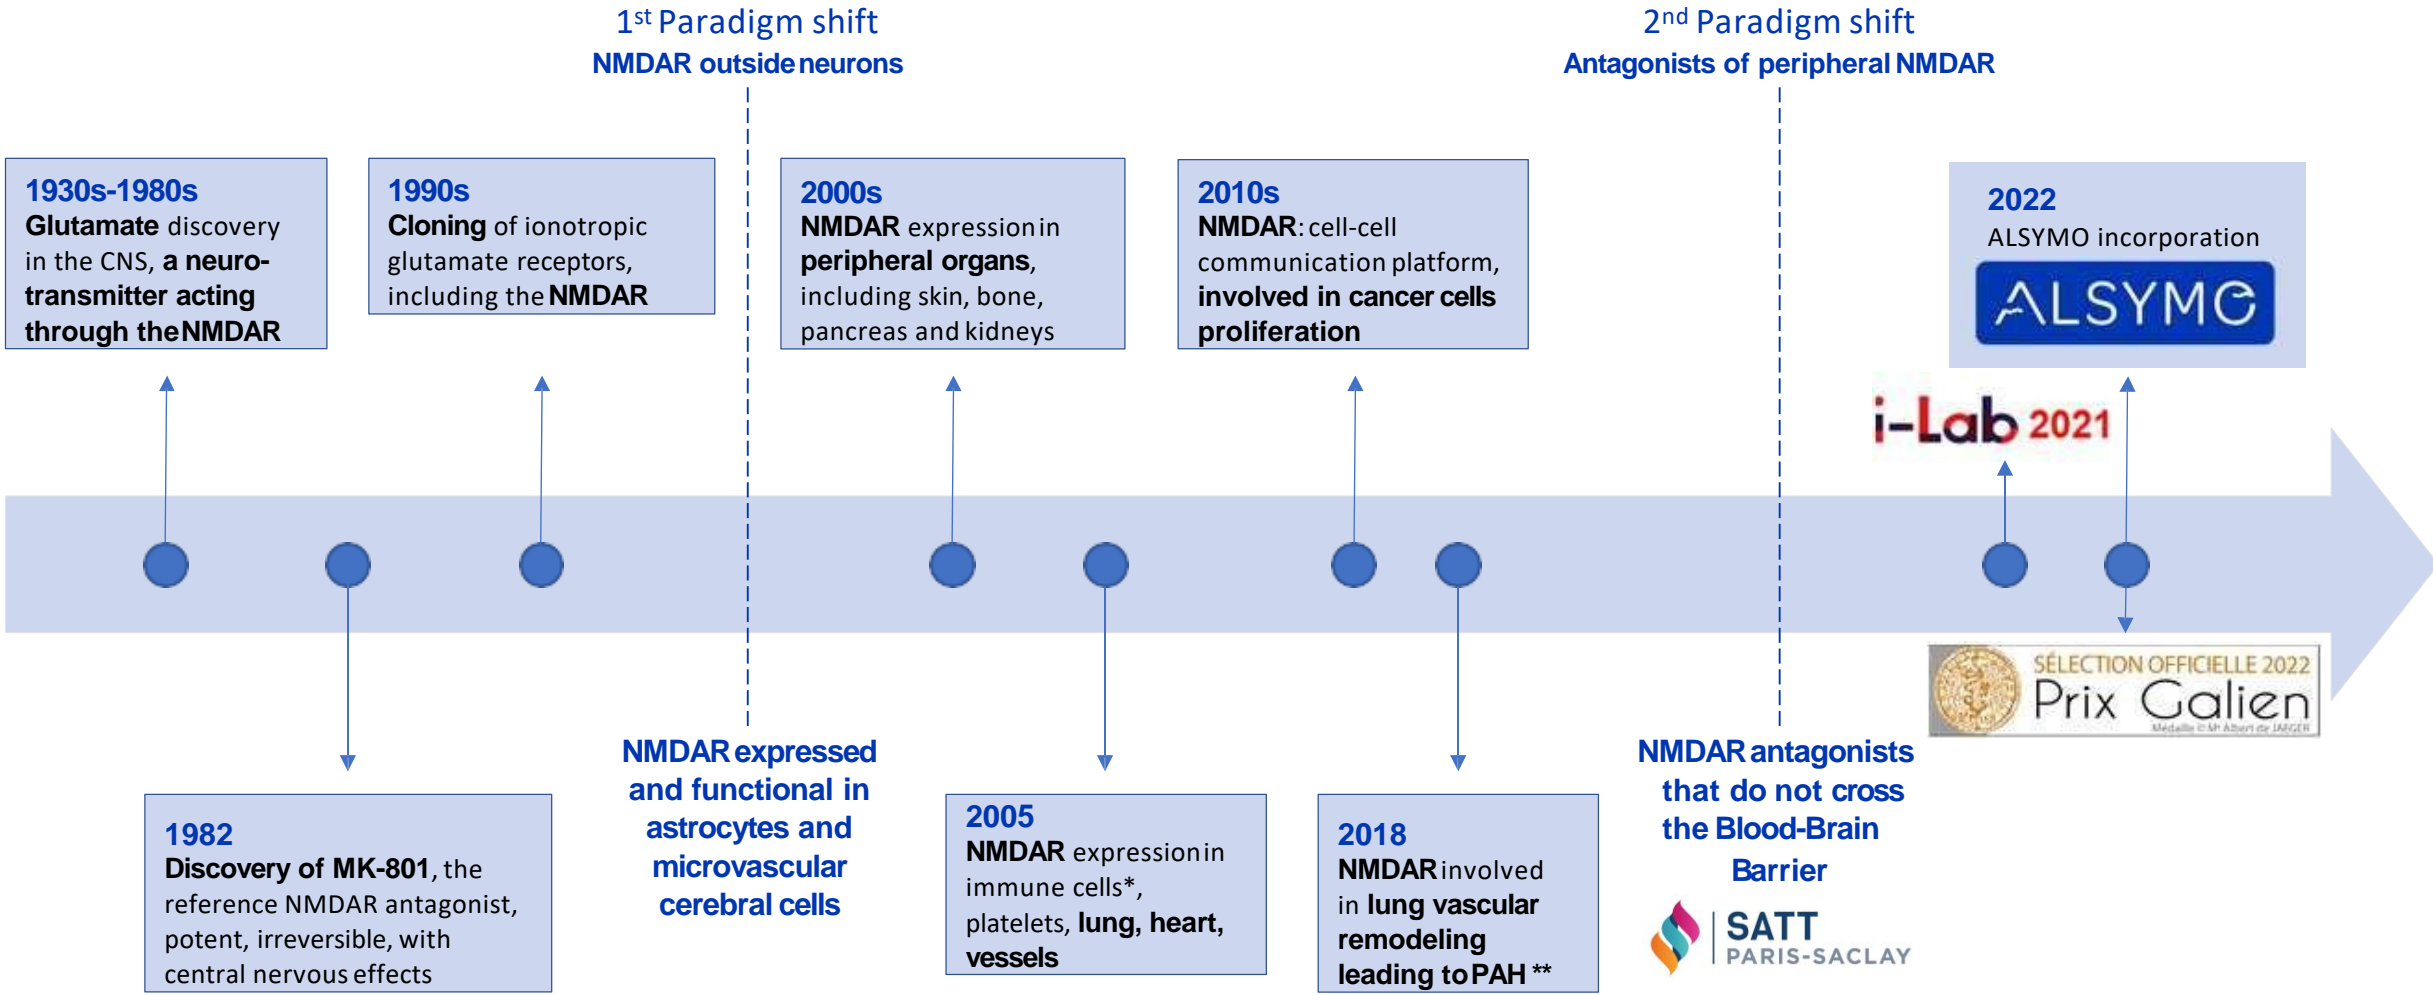 1st Paradigm shift
NMDAR outside neurons
2nd Paradigm shift
Antagonists of peripheral NMDAR
1930s-1980s
Glutamate discovery
in the CNS, a neuro-
transmitter acting
through the NMDAR
1990s
Cloning of ionotropic
glutamate receptors,
including the NMDAR
2000s
NMDAR expression in
peripheral organs,
including skin, bone,
pancreas and kidneys
2010s
NMDAR: cell-cell
communication platform,
involved in cancer cells
proliferation
2022
ALSYMO incorporation
ALSYMO
i-Lab 2021
SÉLECTION OFFICIELLE 2022
Prix Galien
Médaille © Mr Albert de JAEGER
1982
Discovery of MK-801, the
reference NMDAR antagonist,
potent, irreversible, with
central nervous effects
NMDAR expressed
and functional in
astrocytes and
microvascular
cerebral cells
2005
NMDAR expression in
immune cells*,
platelets, lung, heart,
vessels
2018
NMDAR involved
in lung vascular
remodeling
leading to PAH **
NMDAR antagonists
that do not cross
the Blood-Brain
Barrier
SATT
PARIS-SACLAY